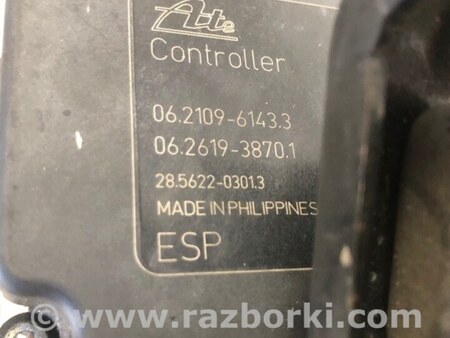 Ate
Controller
06.2109-6143.3
06.2619-3870.1
28.5622-0301.3
MADE IN PHILIPPINES
ESP
© www.razborki.com